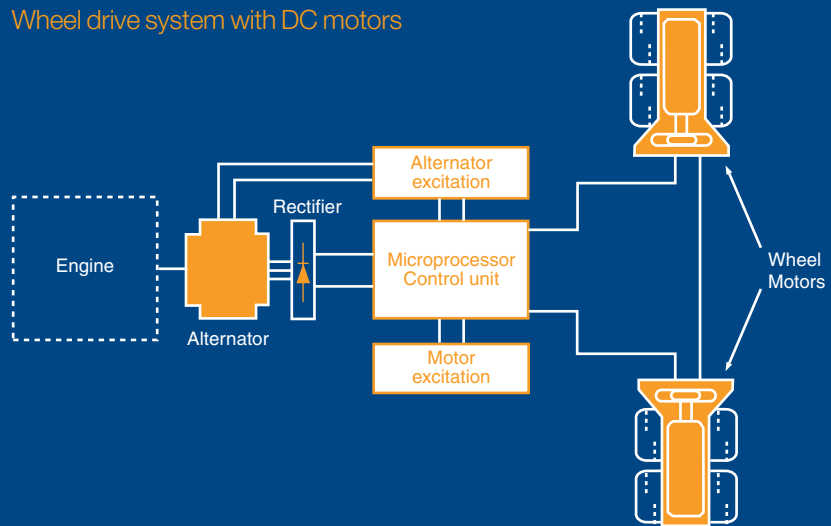 Wheel drive system with DC motors
Alternator
excitation
Rectifier
Engine
Microprocessor
Control unit
Wheel
Motors
Alternator
Motor
excitation